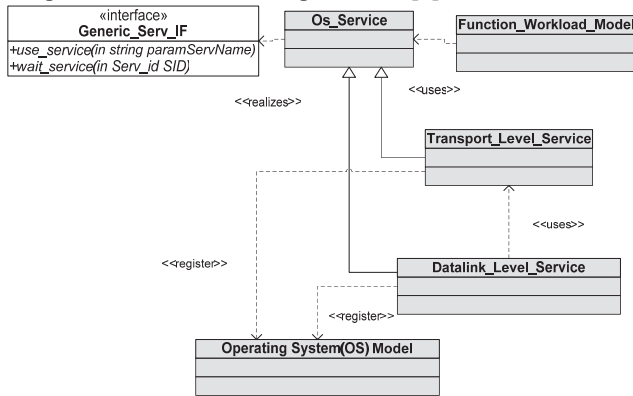 «interface»
Generic_Serv_IF
+use_service(in string paramServName)
+wait_service(in Serv_id SID)
Os_Service
Function_Workload_Model
<<realizes>>
<<uses>>
Transport_Level_Service
<<uses>>
<<register>>
Datalink_Level_Service
<<register>>
Operating System(OS) Model